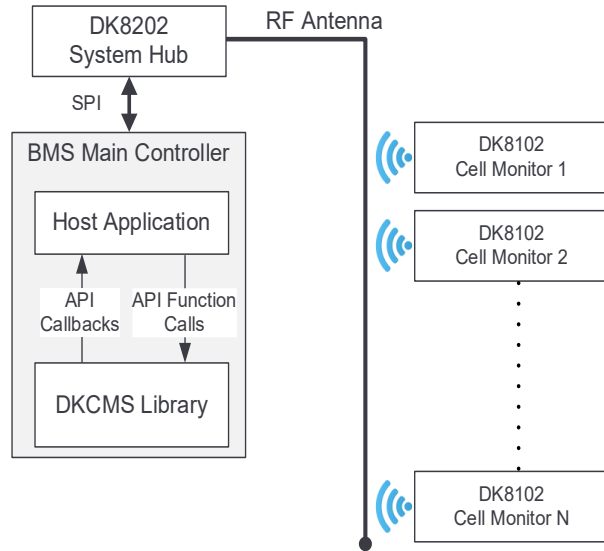 DK8202
System Hub
RF Antenna
SPI
BMS Main Controller
Host Application
API
Callbacks
API Function
Calls
DKCMS Library
DK8102
Cell Monitor 1
DK8102
Cell Monitor 2
DK8102
Cell Monitor N